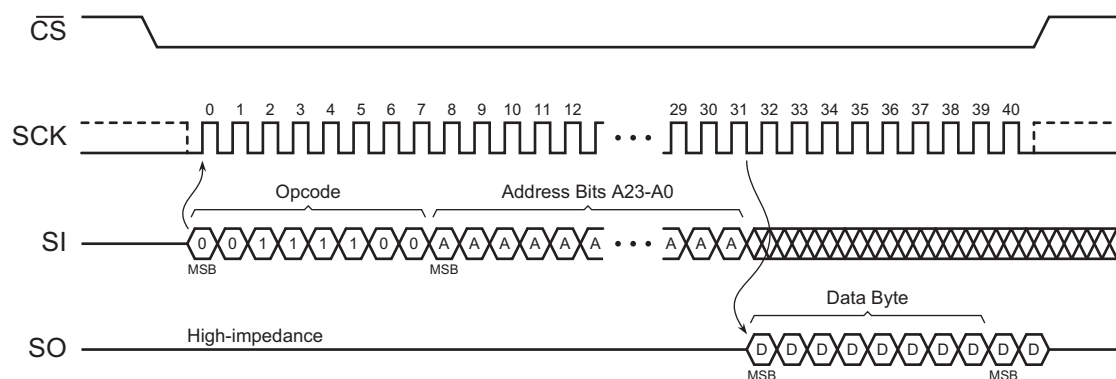 CS
0 1 2 3 4 5 6 7 8 9 10 11 12 29 30 31 32 33 34 35 36 37 38 39 40
SCK
Opcode Address Bits A23-A0
SI 0 0 1 1 1 1 0 0 A A A A A A A A A
MSB MSB
Data Byte
High-impedance
SO D D D D D D D D D D
MSB MSB